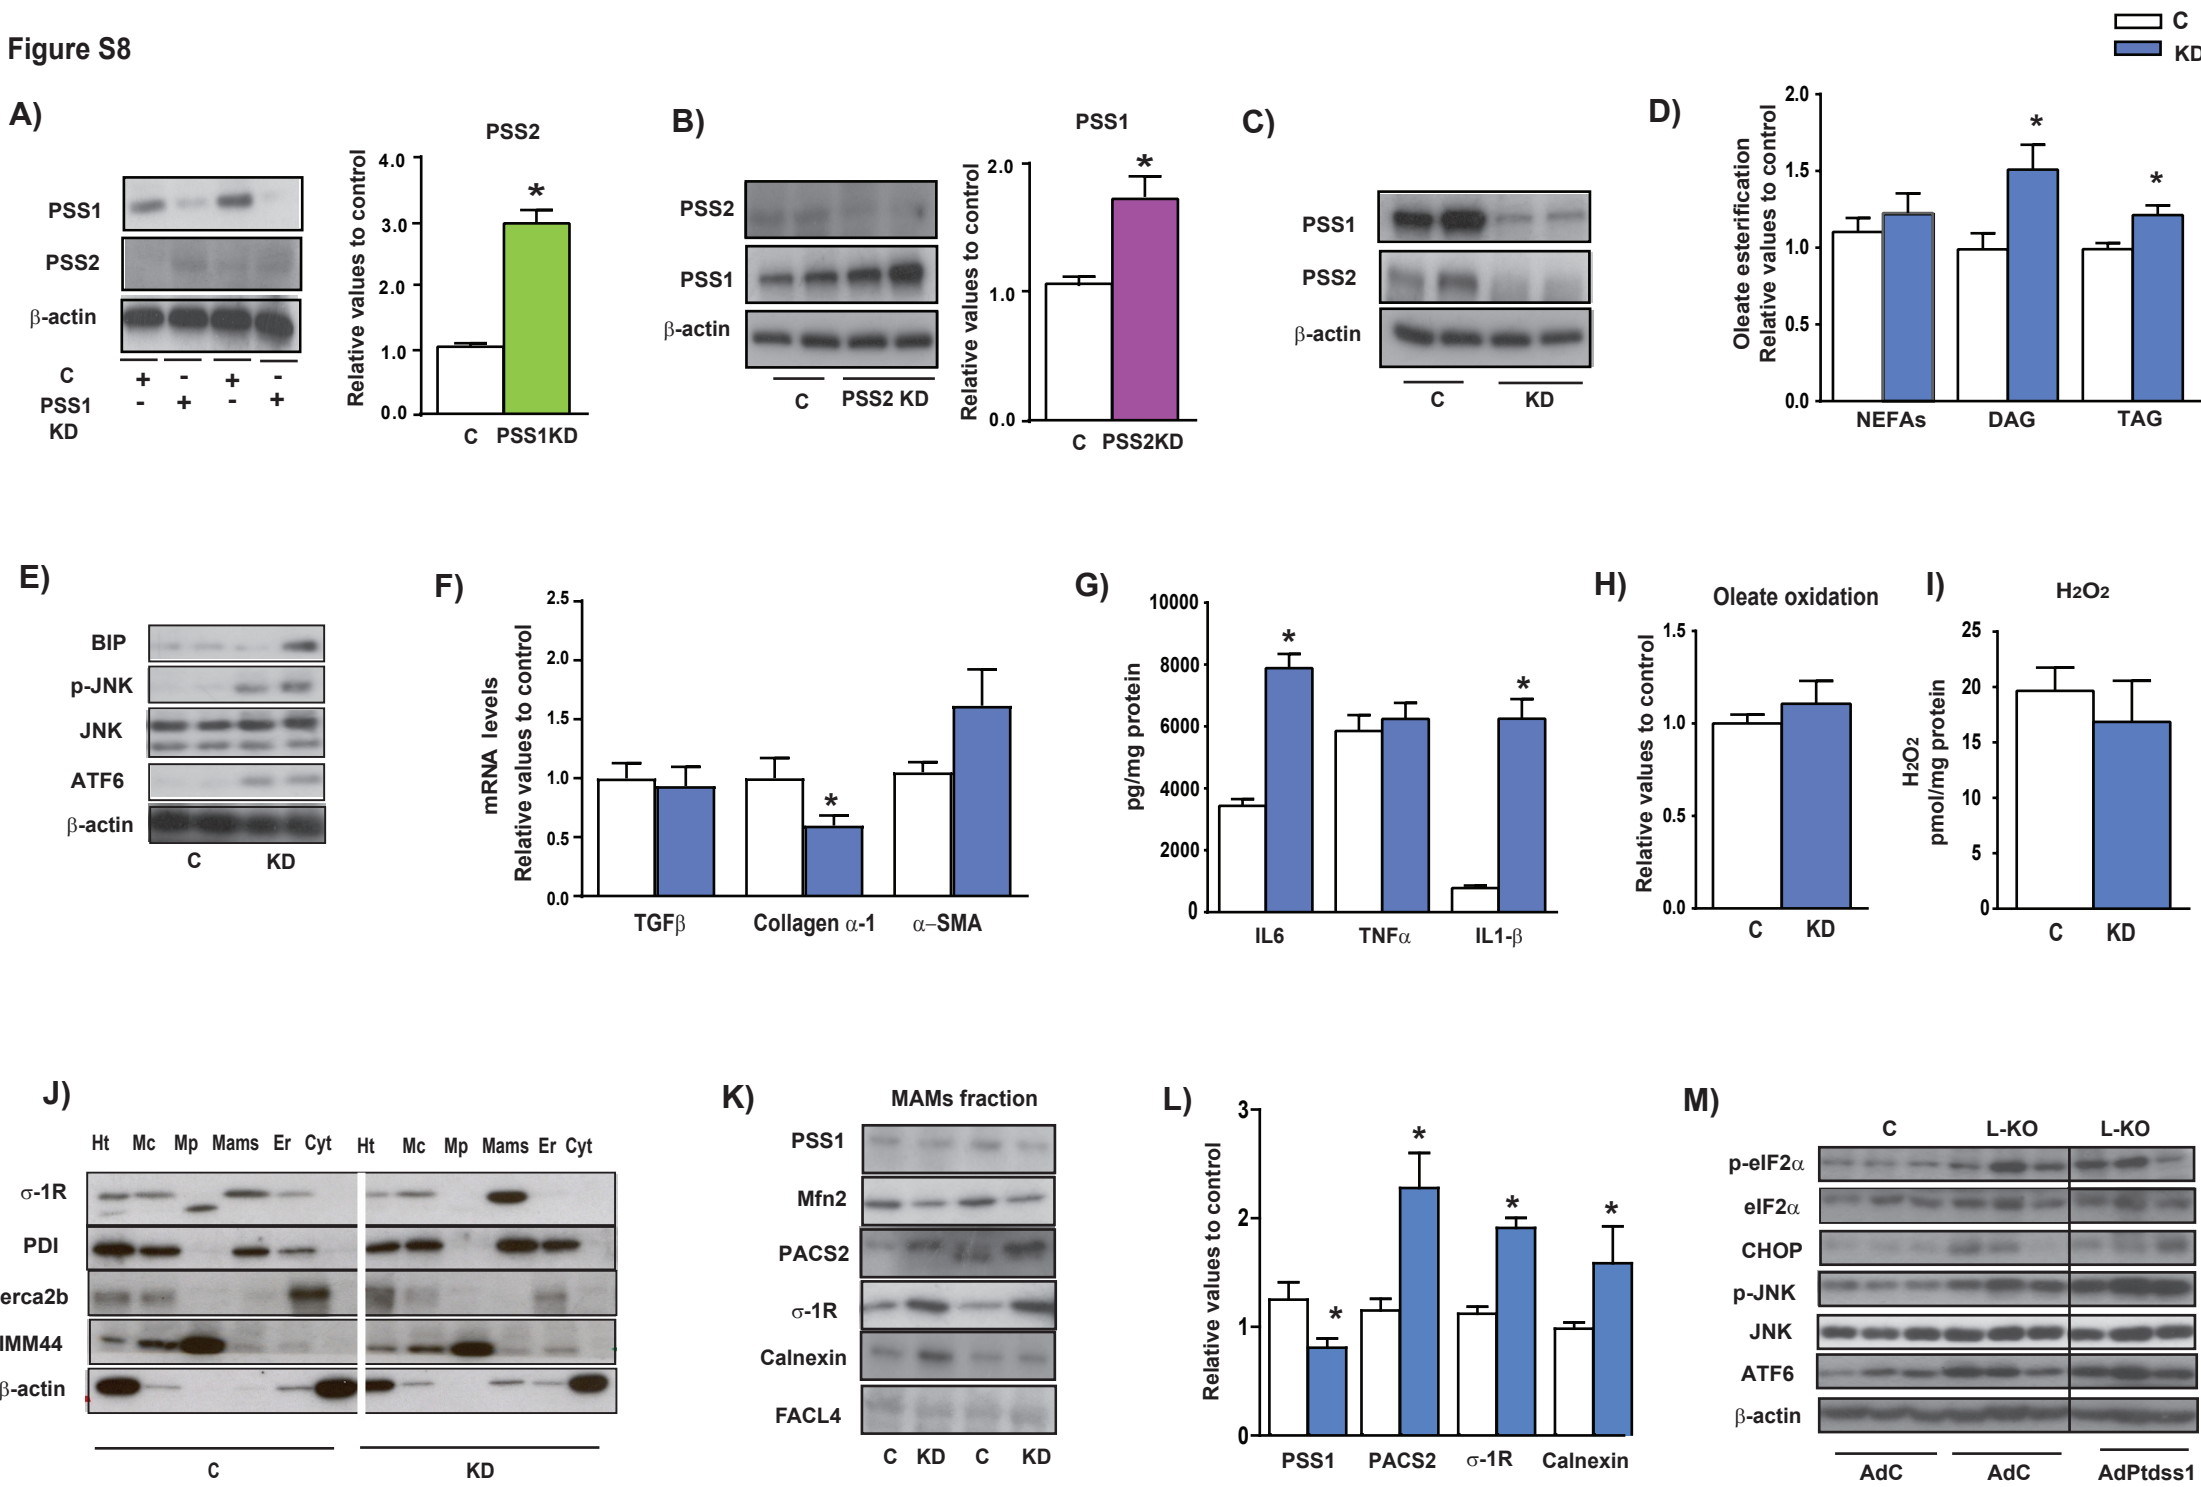 Figure S8
C
KD
A)
PSS1
PSS2
β-actin
C + - + -
PSS1 KD - + - +
PSS2
Relative values to control
4.0
3.0
2.0
1.0
0.0
*
C PSS1KD
B)
PSS2
PSS1
β-actin
C PSS2 KD
PSS1
Relative values to control
2.0
1.0
0.0
*
C PSS2KD
C)
PSS1
PSS2
β-actin
C KD
D)
Oleate esterification
Relative values to control
2.0
1.5
1.0
0.5
0.0
* *
NEFAs DAG TAG
E)
BIP
p-JNK
JNK
ATF6
β-actin
C KD
F)
mRNA levels
Relative values to control
2.5
2.0
1.5
1.0
0.5
0.0
*
TGFβ Collagen α-1 α–SMA
G)
pg/mg protein
10000
8000
6000
4000
2000
0
* *
IL6 TNFα IL1-β
H)
Oleate oxidation
Relative values to control
1.5
1.0
0.5
0.0
C KD
I)
H2O2
H2O2
pmol/mg protein
25
20
15
10
5
0
C KD
J)
Ht Mc Mp Mams Er Cyt Ht Mc Mp Mams Er Cyt
σ-1R
PDI
erca2b
IMM44
β-actin
C KD
K)
MAMs fraction
PSS1
Mfn2
PACS2
σ-1R
Calnexin
FACL4
C KD C KD
L)
Relative values to control
3
2
1
0
* * * *
PSS1 PACS2 σ-1R Calnexin
M)
C L-KO L-KO
p-eIF2α
eIF2α
CHOP
p-JNK
JNK
ATF6
β-actin
AdC AdC AdPtdss1